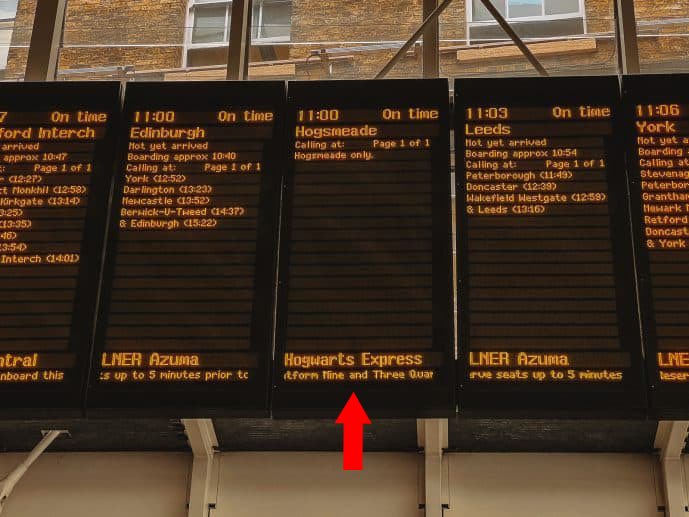 7 On time
ford Interch
arrived
approx 10:47
Page 1 of 1
(12:27)
ct Monkhil (12:58)
Kirkgate (13:14)
Interch (14:01)
ntral
onboard this
11:00 On time
Edinburgh
Not yet arrived
Boarding approx 10:40
Calling at: Page 1 of 1
York (12:52)
Darlington (13:23)
Newcastle (13:52)
Berwick-U-Tweed (14:37)
& Edinburgh (15:22)
LNER Azuma
s up to 5 minutes prior to
11:00 On time
Hogsmeade
Calling at: Page 1 of 1
Hogsmeade only.
Hogwarts Express
tform Nine and Three Quar
11:03 On time
Leeds
Not yet arrived
Boarding approx 10:54
Calling at: Page 1 of 1
Peterborough (11:49)
Doncaster (12:39)
Wakefield Westgate (12:59)
& Leeds (13:16)
LNER Azuma
rve seats up to 5 minutes
11:06
York
Not yet a
Boarding
Calling at
Stevenag
Peterbor
Granthar
Newark N
Retford
Doncast
& York (
LNE